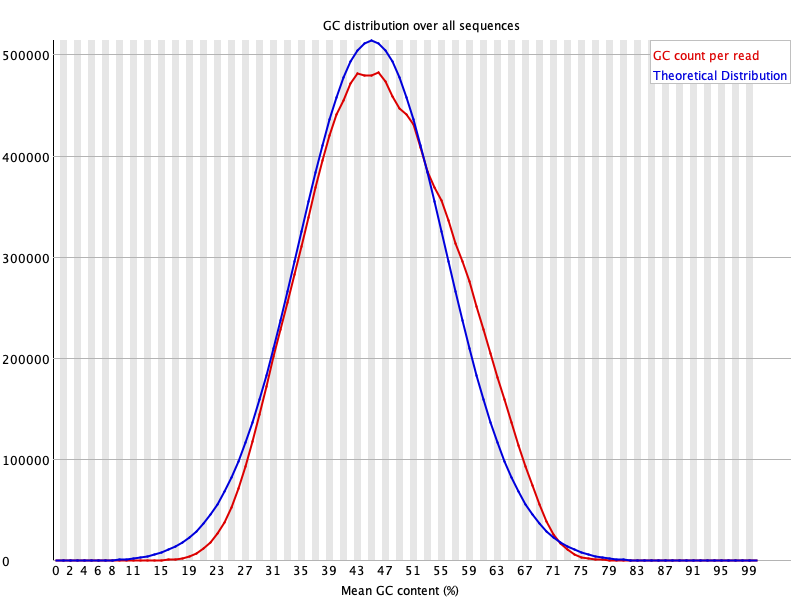 GC distribution over all sequences
GC count per read
Theoretical Distribution
500000
400000
300000
200000
100000
0
0 2 4 6 8 11 15 19 23 27 31 35 39 43 47 51 55 59 63 67 71 75 79 83 87 91 95 99
Mean GC content (%)